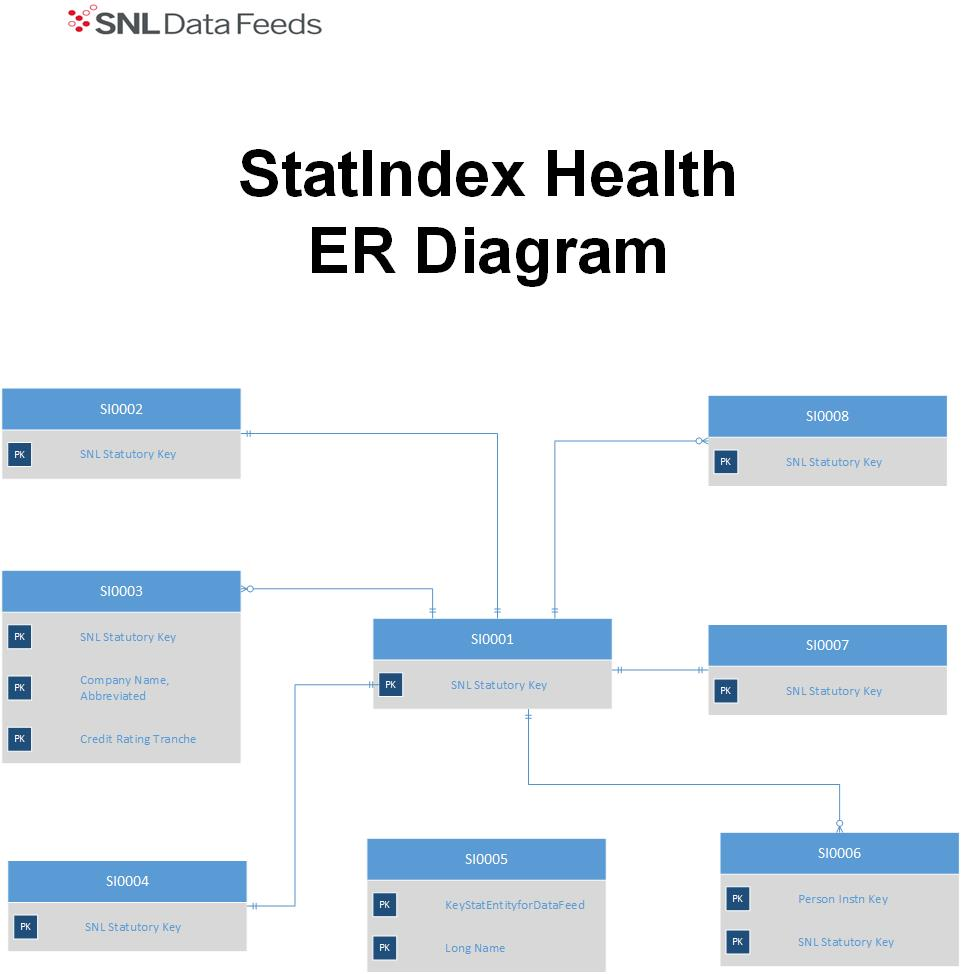 SNL Data Feeds
StatIndex Health
ER Diagram
SI0002
PK SNL Statutory Key
SI0008
PK SNL Statutory Key
SI0003
PK SNL Statutory Key
PK Company Name,
Abbreviated
PK Credit Rating Tranche
SI0001
PK SNL Statutory Key
SI0007
PK SNL Statutory Key
SI0004
PK SNL Statutory Key
SI0005
PK KeyStatEntityforDataFeed
PK Long Name
SI0006
PK Person Instn Key
PK SNL Statutory Key